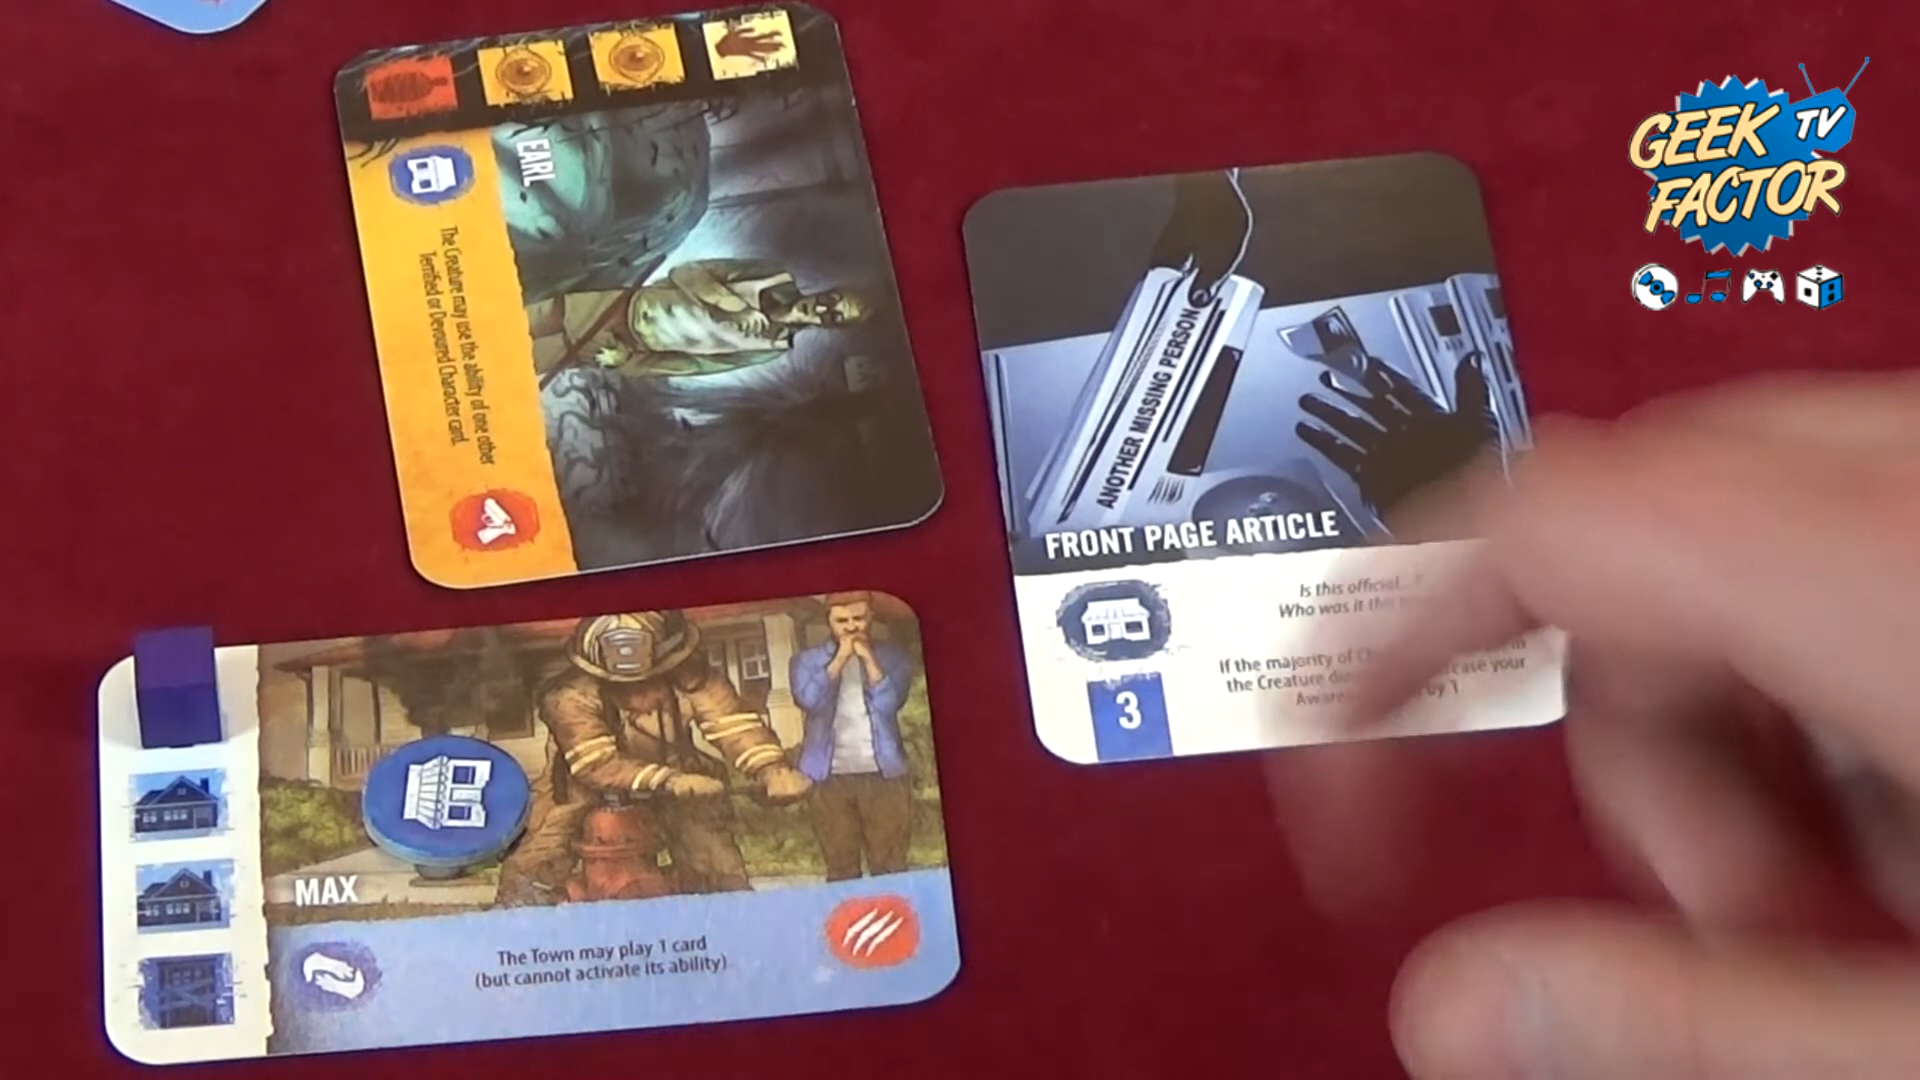 EARL
The Creature may use the ability of one other
Terrified or Devoured Character card.
ANOTHER MISSING PERSON
FRONT PAGE ARTICLE
Is this official...
Who was it
If the majority of
the Creature
by 1
3
MAX
The Town may play 1 card
(but cannot activate its ability)
GEEK
FACTOR
TV